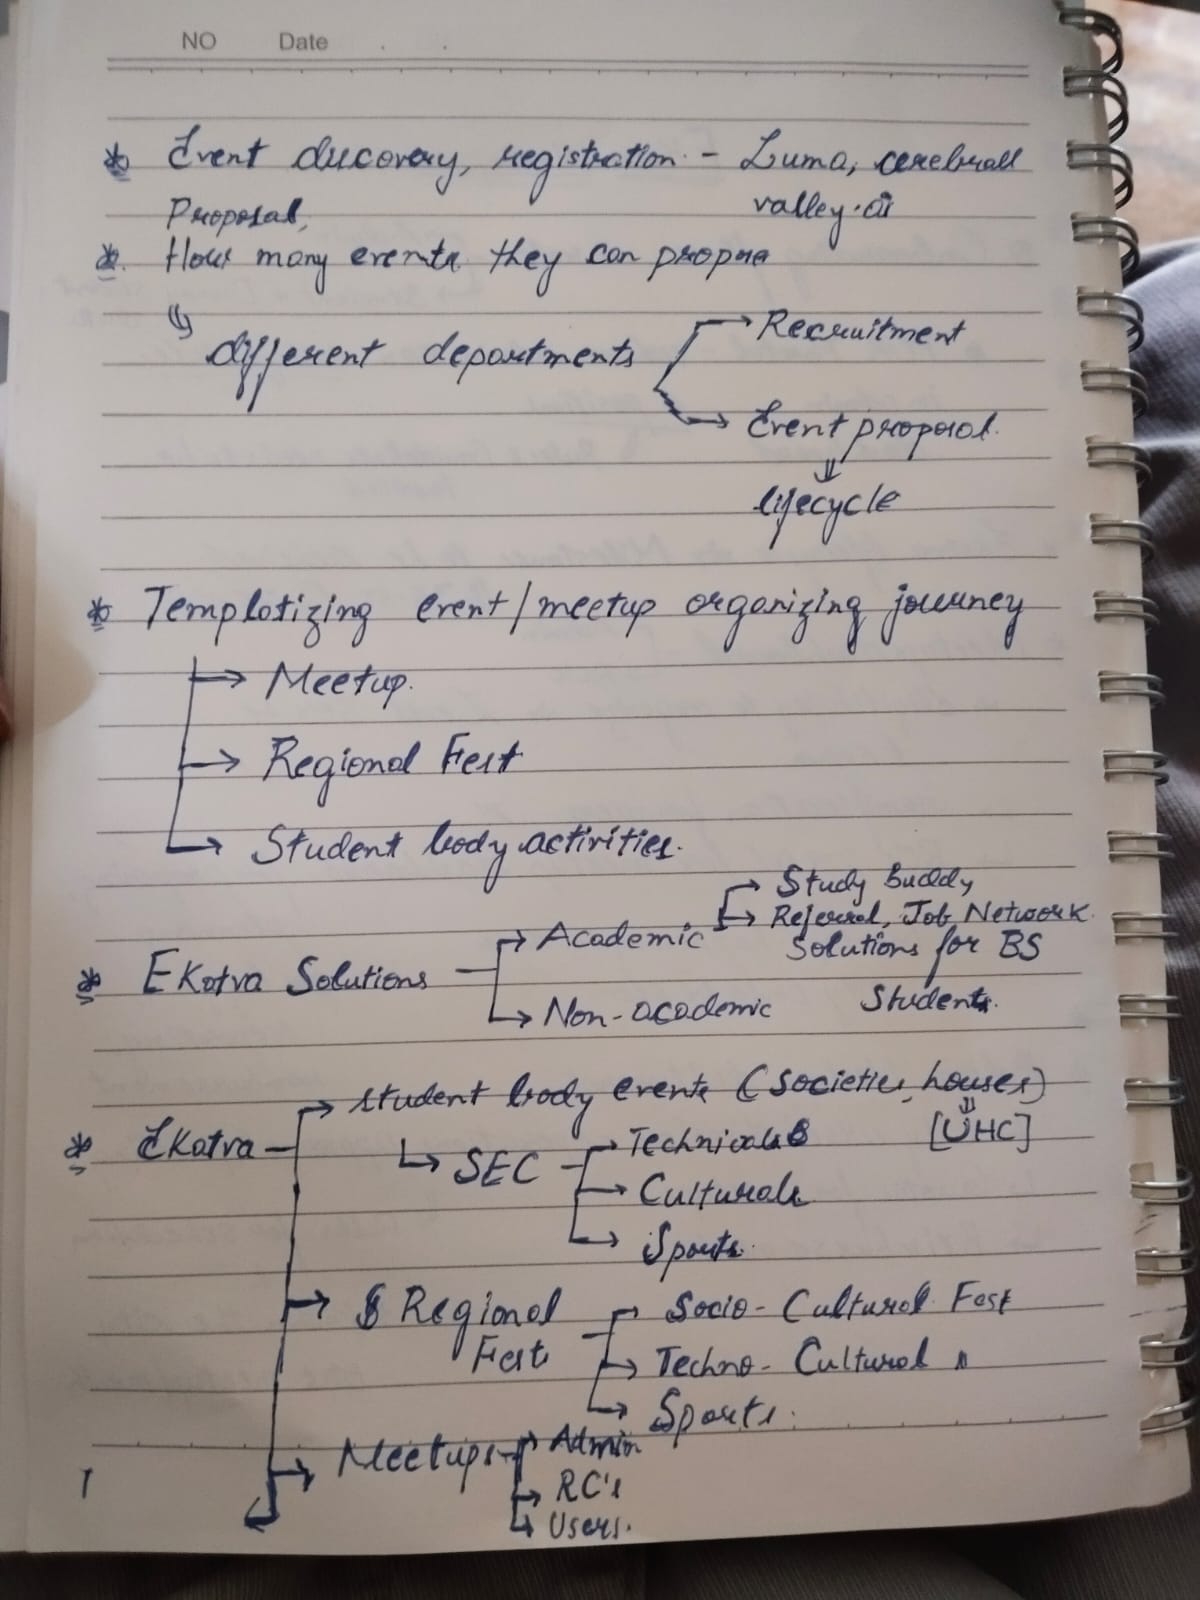 NO Date . .
* Event discovery, registration - Luma, cerebrall
Proposal, valley.ai
* How many events they can propose
different departments → Recruitment
→ Event proposal.
⇓
lifecycle
* Templatizing event/meetup organizing journey
→ Meetup.
→ Regional Fest
→ Student body activities.
→ Study Buddy
→ Academic → Referral, Job Network
* EKatva Solutions Solutions for BS
→ Non-academic Students.
→ student body events (societies, houses)
* EKatva [UHC]
↳ SEC → Technicals
→ Culturals
→ Sports.
→ Regional → Socio-Cultural Fest
Fests → Techno-Cultural "
→ Sports.
→ Meetups → Admin
→ RC's
→ Users.